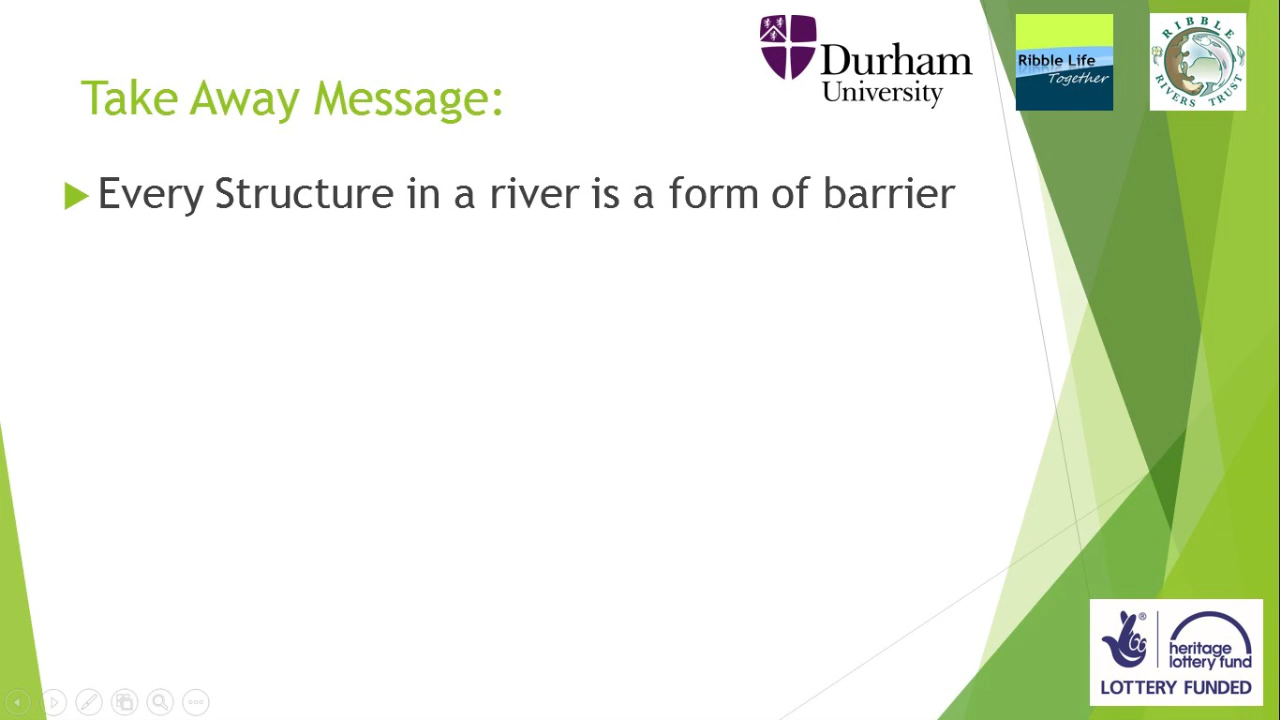 Durham
University
Ribble Life
Together
RIBBLE
RIVERS TRUST
Take Away Message:
Every Structure in a river is a form of barrier
heritage
lottery fund
LOTTERY FUNDED